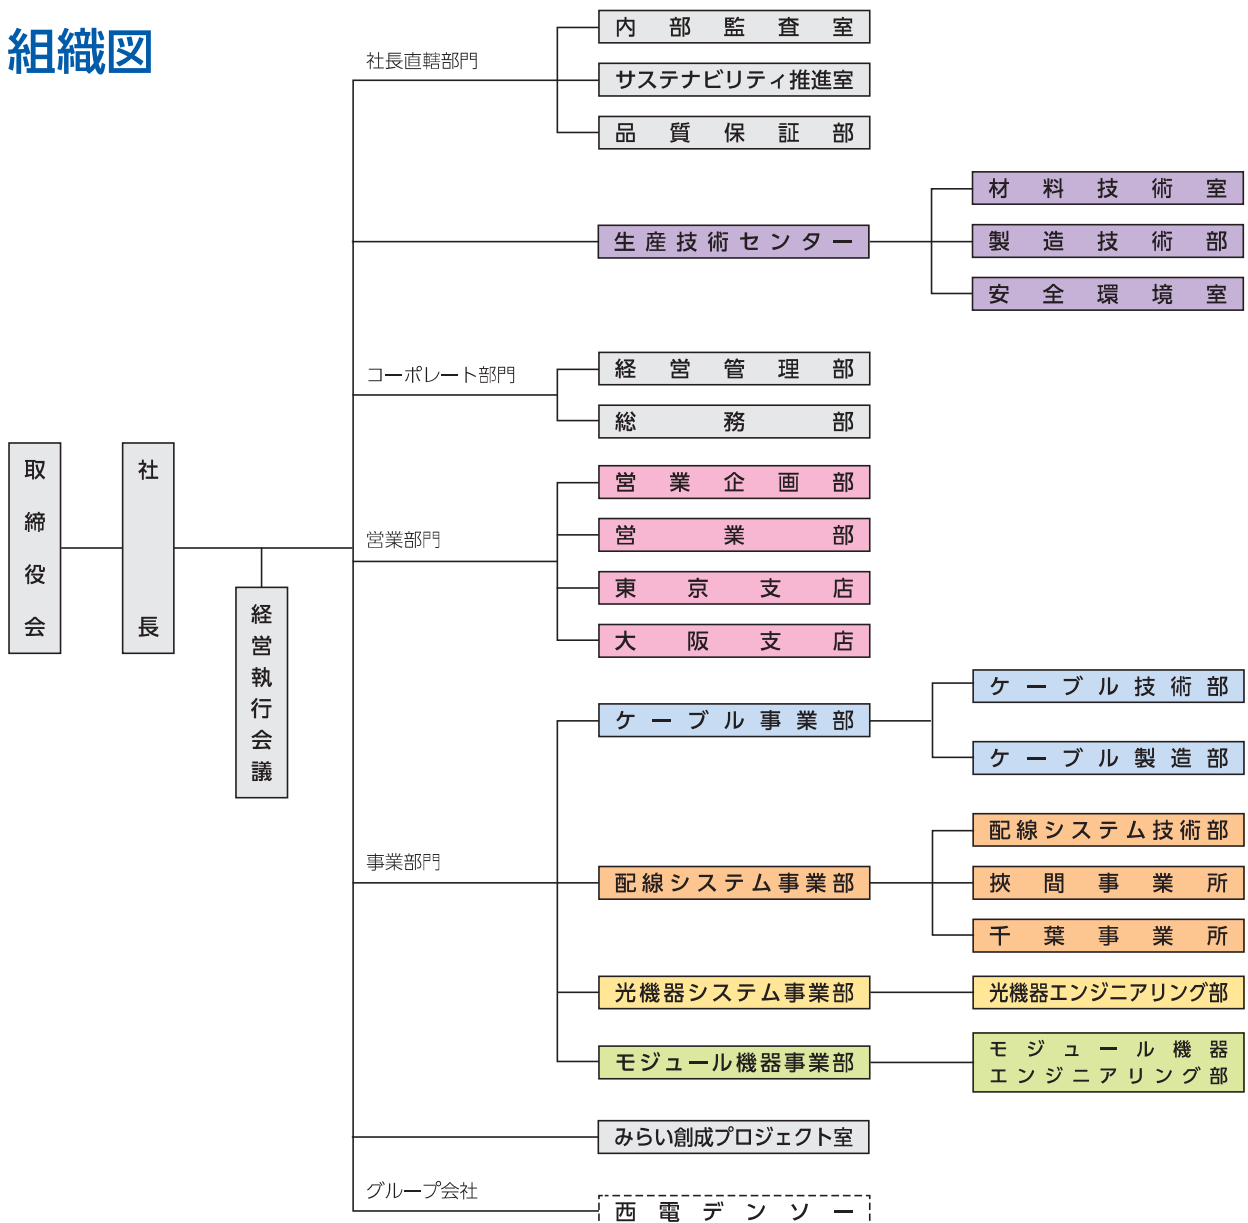 組織図
取締役会
社長
経営執行会議
社長直轄部門
内部監査室
サステナビリティ推進室
品質保証部
生産技術センター
材料技術室
製造技術部
安全環境室
コーポレート部門
経営管理部
総務部
営業部門
営業企画部
営業部
東京支店
大阪支店
事業部門
ケーブル事業部
ケーブル技術部
ケーブル製造部
配線システム事業部
配線システム技術部
挾間事業所
千葉事業所
光機器システム事業部
光機器エンジニアリング部
モジュール機器事業部
モジュール機器
エンジニアリング部
みらい創成プロジェクト室
グループ会社
西電デンソー